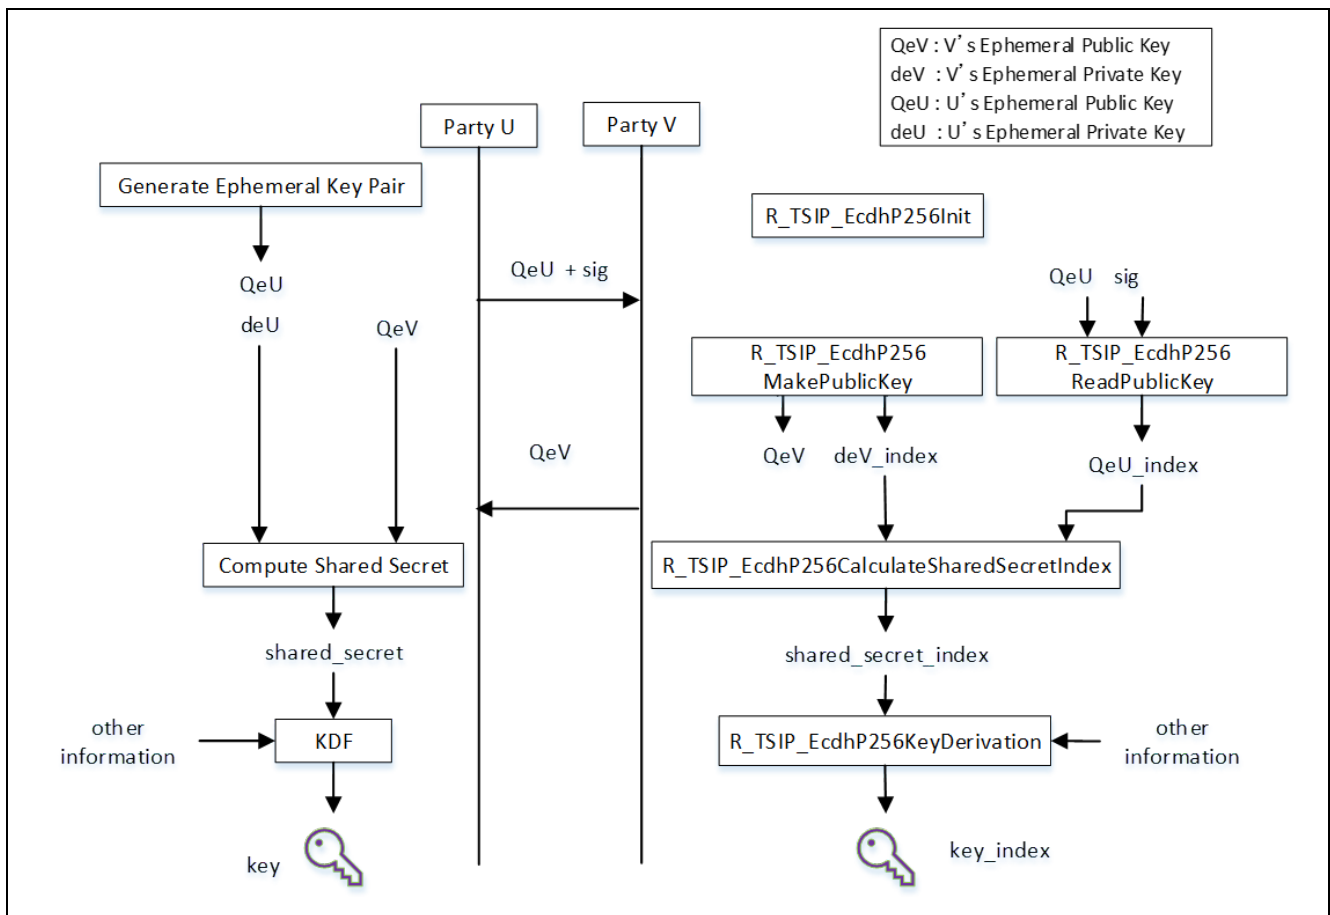 QeV : V’s Ephemeral Public Key
deV : V’s Ephemeral Private Key
QeU : U’s Ephemeral Public Key
deU : U’s Ephemeral Private Key
Party U
Party V
Generate Ephemeral Key Pair
R_TSIP_EcdhP256Init
QeU + sig
QeU
deU
QeV
QeU sig
R_TSIP_EcdhP256
MakePublicKey
R_TSIP_EcdhP256
ReadPublicKey
QeV
QeV
deV_index
QeU_index
Compute Shared Secret
R_TSIP_EcdhP256CalculateSharedSecretIndex
shared_secret
shared_secret_index
other
information
KDF
R_TSIP_EcdhP256KeyDerivation
other
information
key
key_index